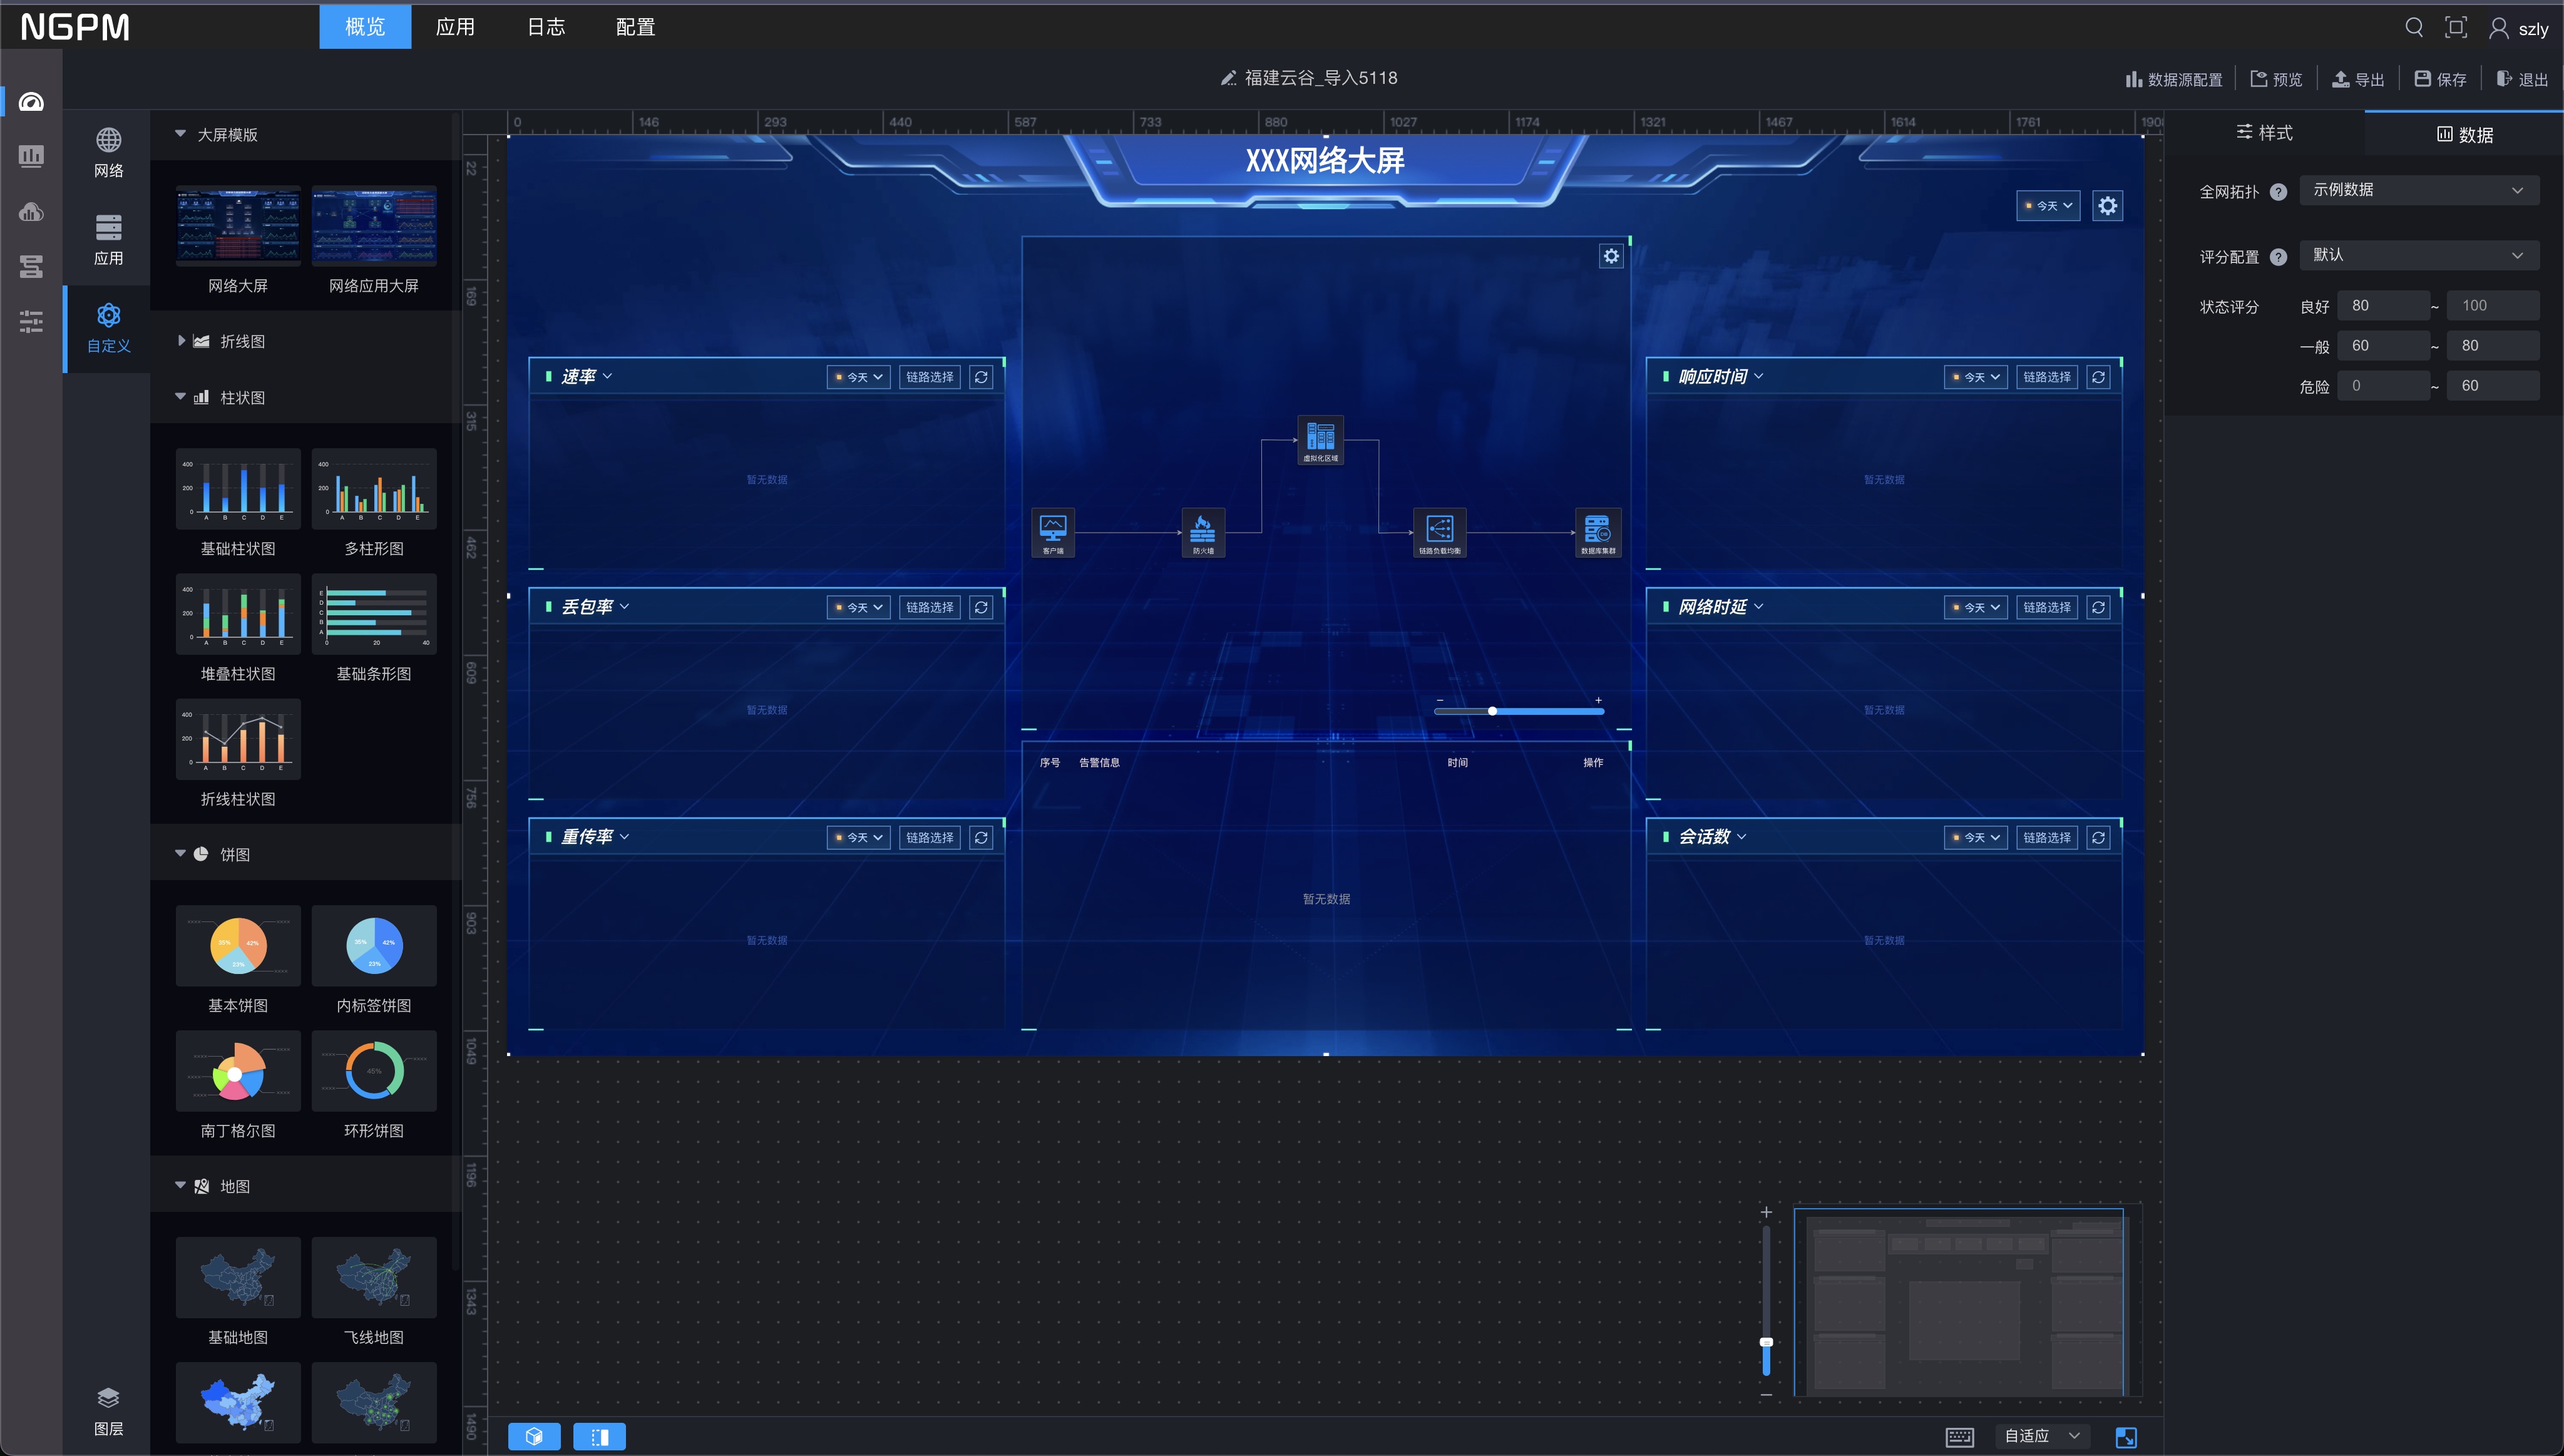 NGPM 概览 应用 日志 配置 szly
福建云谷_导入5118
数据源配置 预览 导出 保存 退出
网络
应用
自定义
图层
大屏模版
网络大屏 网络应用大屏
折线图
柱状图
基础柱状图 多柱形图
堆叠柱状图 基础条形图
折线柱状图
饼图
基本饼图 内标签饼图
南丁格尔图 环形饼图
地图
基础地图 飞线地图
0 146 293 440 587 733 880 1027 1174 1321 1467 1614 1761 1908
22
169
315
462
609
756
903
1049
1196
1343
1490
XXX网络大屏
今天
速率 今天 链路选择
暂无数据
丢包率 今天 链路选择
暂无数据
重传率 今天 链路选择
暂无数据
虚拟化区域
客户端 防火墙 链路负载均衡 数据库集群
序号 告警信息 时间 操作
暂无数据
响应时间 今天 链路选择
暂无数据
网络时延 今天 链路选择
暂无数据
会话数 今天 链路选择
暂无数据
自适应
样式 数据
全网拓扑 ? 示例数据
评分配置 ? 默认
状态评分 良好 80 ~ 100
一般 60 ~ 80
危险 0 ~ 60